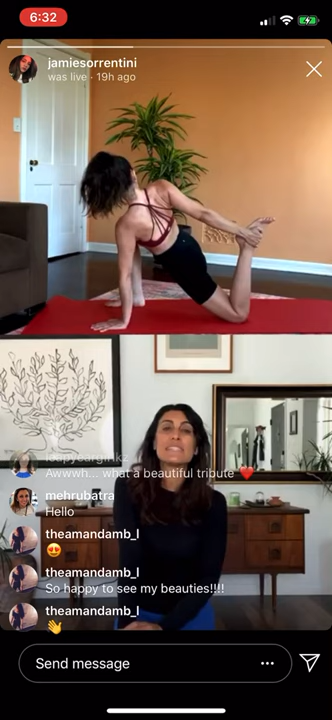 6:32
jamiesorrentini
was live · 19h ago
leapyeargirlkz
Awwwh... what a beautiful tribute ❤️
mehrubatra
Hello
theamandamb_l
😍
theamandamb_l
So happy to see my beauties!!!!
theamandamb_l
👋
Send message